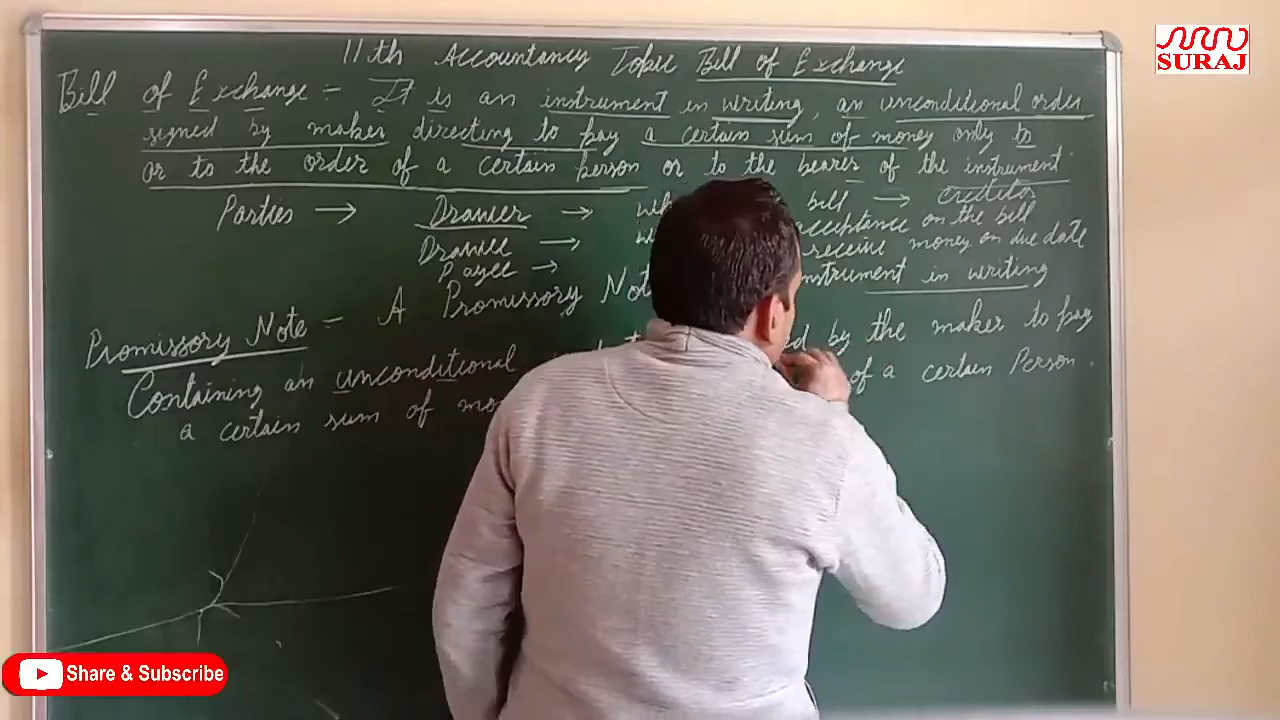 11th Accountancy Topic Bill of Exchange
Bill of Exchange :- It is an instrument in writing, an unconditional order
signed by maker directing to pay a certain sum of money only to
or to the order of a certain person or to the bearer of the instrument.
Parties → Drawer → bill → creditor
Drawee → acceptance on the bill
Payee → receive money on due date
Promissory Note :- A Promissory instrument in writing
Containing an unconditional by the maker to pay
a certain sum of of a certain Person.
SURAJ
Share & Subscribe